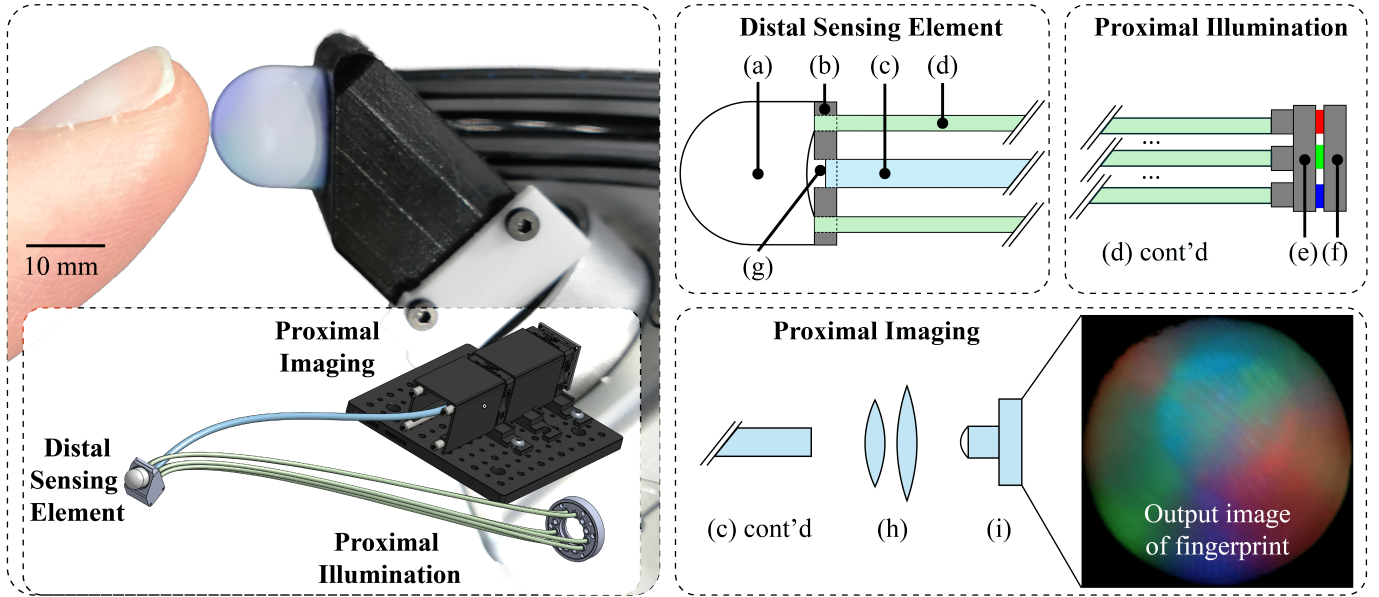 10 mm
Proximal
Imaging
Distal
Sensing
Element
Proximal
Illumination
Distal Sensing Element
(a)
(b)
(c)
(d)
(g)
Proximal Illumination
...
...
(d) cont’d
(e)
(f)
Proximal Imaging
(c) cont’d
(h)
(i)
Output image
of fingerprint